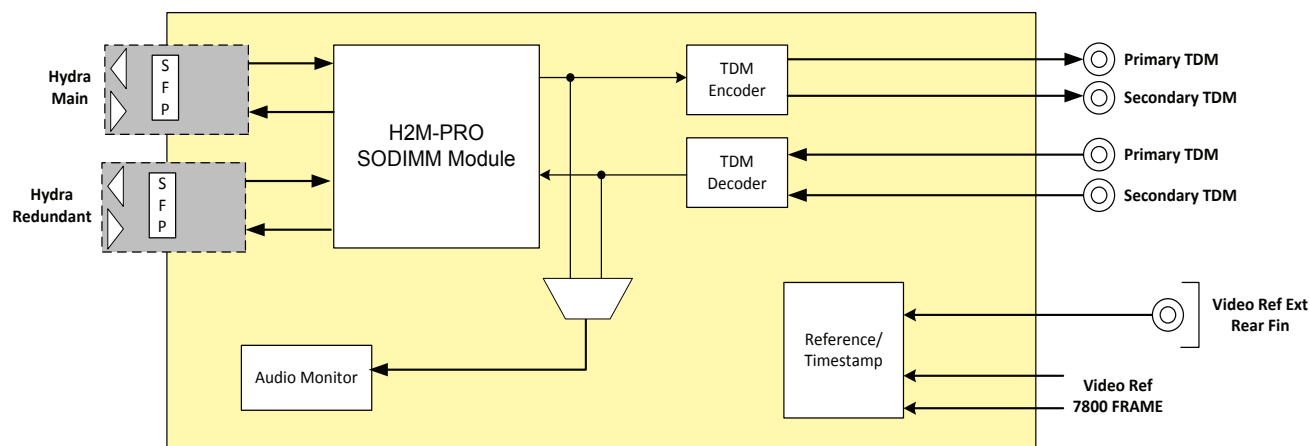 Hydra
Main
S
F
P
Hydra
Redundant
S
F
P
H2M-PRO
SODIMM Module
TDM
Encoder
TDM
Decoder
Primary TDM
Secondary TDM
Primary TDM
Secondary TDM
Audio Monitor
Reference/
Timestamp
Video Ref Ext
Rear Fin
Video Ref
7800 FRAME